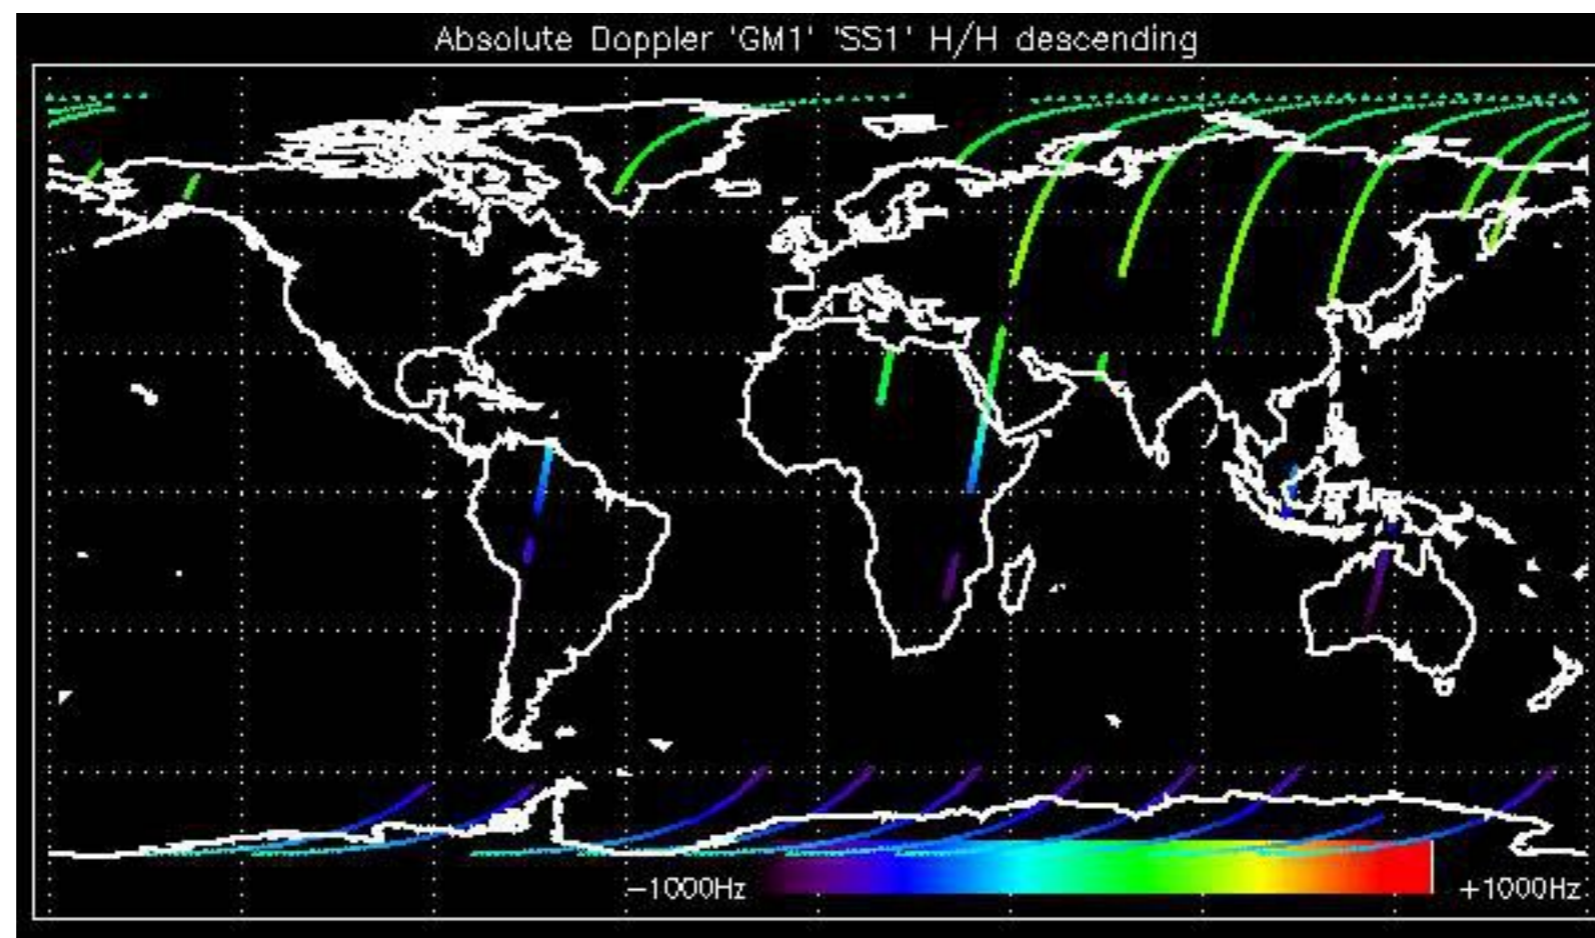 Absolute Doppler 'GM1' 'SS1' H/H descending
-1000Hz +1000Hz